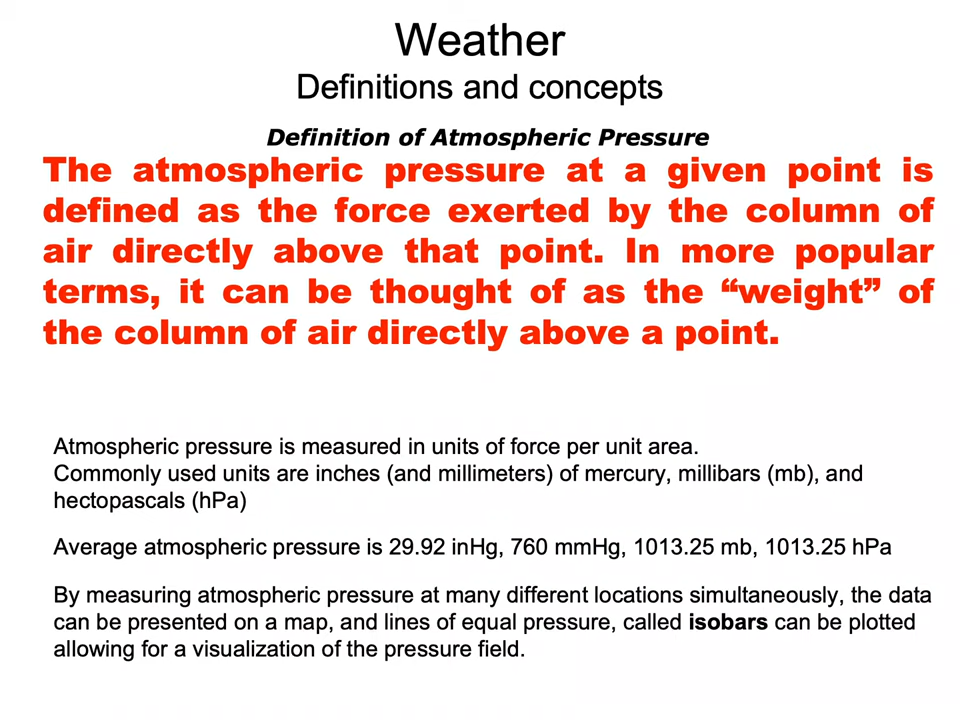 Weather
Definitions and concepts
Definition of Atmospheric Pressure
The atmospheric pressure at a given point is
defined as the force exerted by the column of
air directly above that point. In more popular
terms, it can be thought of as the “weight” of
the column of air directly above a point.
Atmospheric pressure is measured in units of force per unit area.
Commonly used units are inches (and millimeters) of mercury, millibars (mb), and
hectopascals (hPa)
Average atmospheric pressure is 29.92 inHg, 760 mmHg, 1013.25 mb, 1013.25 hPa
By measuring atmospheric pressure at many different locations simultaneously, the data
can be presented on a map, and lines of equal pressure, called isobars can be plotted
allowing for a visualization of the pressure field.